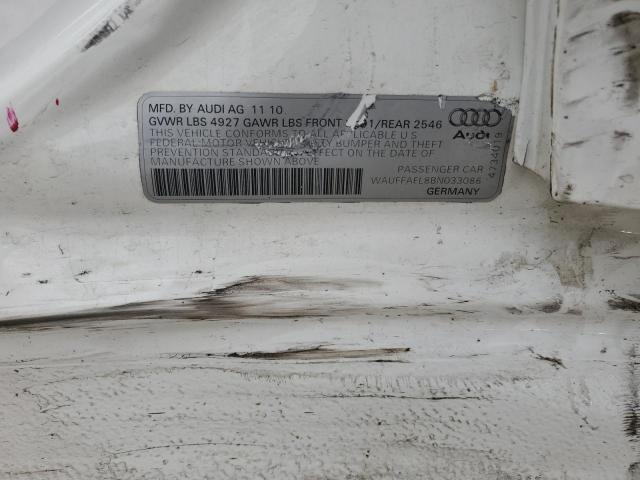 MFD. BY AUDI AG 11 10
GVWR LBS 4927 GAWR LBS FRONT /REAR 2546
THIS VEHICLE CONFORMS TO ALL APPLICABLE U S
FEDERAL MOTOR BUMPER AND THEFT
PREVENTION EFFECT ON THE DATE OF
MANUFACTURE SHOWN ABOVE
Audi
4734019
PASSENGER CAR
WAUFFAFL8BN033086
GERMANY